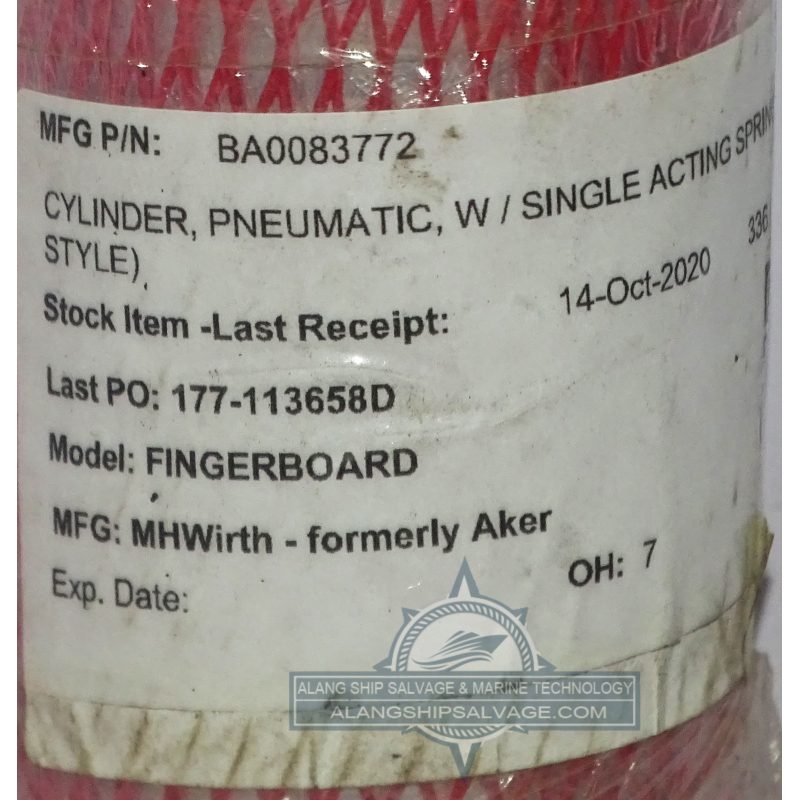 MFG P/N: BA0083772
CYLINDER, PNEUMATIC, W / SINGLE ACTING
STYLE) 336
Stock Item -Last Receipt: 14-Oct-2020
Last PO: 177-113658D
Model: FINGERBOARD
MFG: MHWirth - formerly Aker
Exp. Date: OH: 7
ALANG SHIP SALVAGE & MARINE TECHNOLOGY
ALANGSHIPSALVAGE.COM